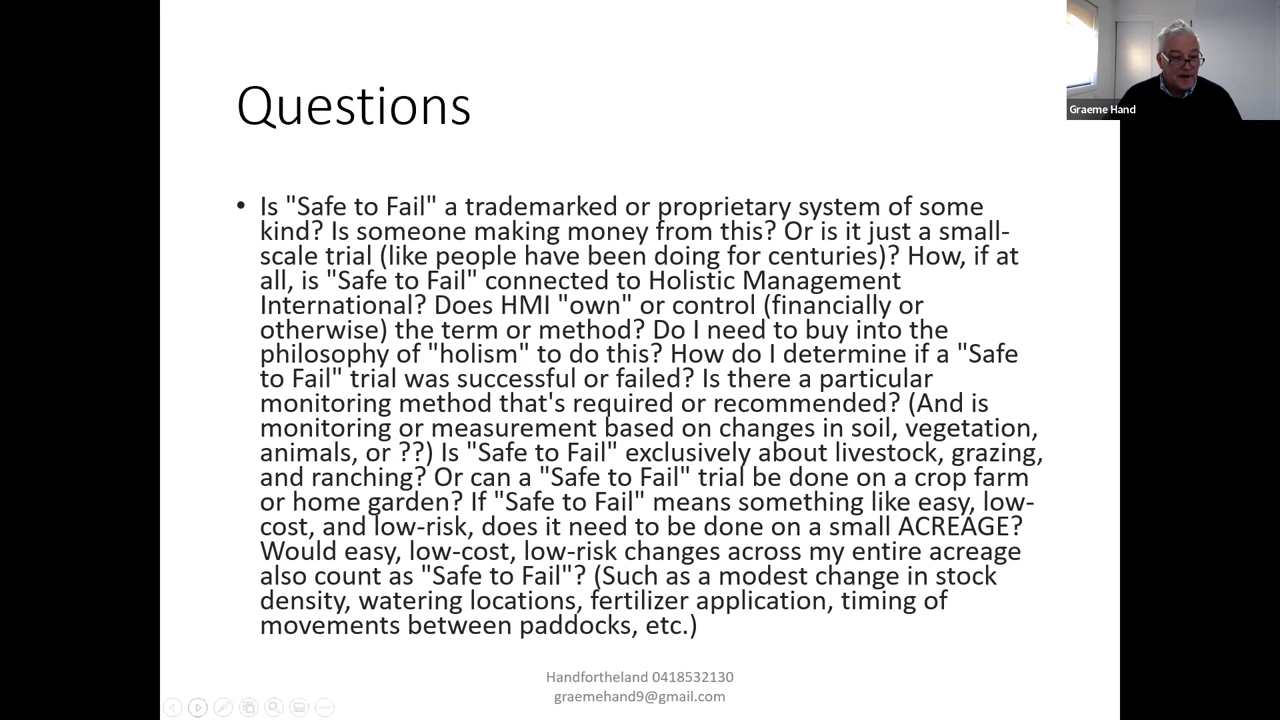 Questions
Graeme Hand
• Is "Safe to Fail" a trademarked or proprietary system of some
kind? Is someone making money from this? Or is it just a small-
scale trial (like people have been doing for centuries)? How, if at
all, is "Safe to Fail" connected to Holistic Management
International? Does HMI "own" or control (financially or
otherwise) the term or method? Do I need to buy into the
philosophy of "holism" to do this? How do I determine if a "Safe
to Fail" trial was successful or failed? Is there a particular
monitoring method that's required or recommended? (And is
monitoring or measurement based on changes in soil, vegetation,
animals, or ??) Is "Safe to Fail" exclusively about livestock, grazing,
and ranching? Or can a "Safe to Fail" trial be done on a crop farm
or home garden? If "Safe to Fail" means something like easy, low-
cost, and low-risk, does it need to be done on a small ACREAGE?
Would easy, low-cost, low-risk changes across my entire acreage
also count as "Safe to Fail"? (Such as a modest change in stock
density, watering locations, fertilizer application, timing of
movements between paddocks, etc.)
Handfortheland 0418532130
graemehand9@gmail.com